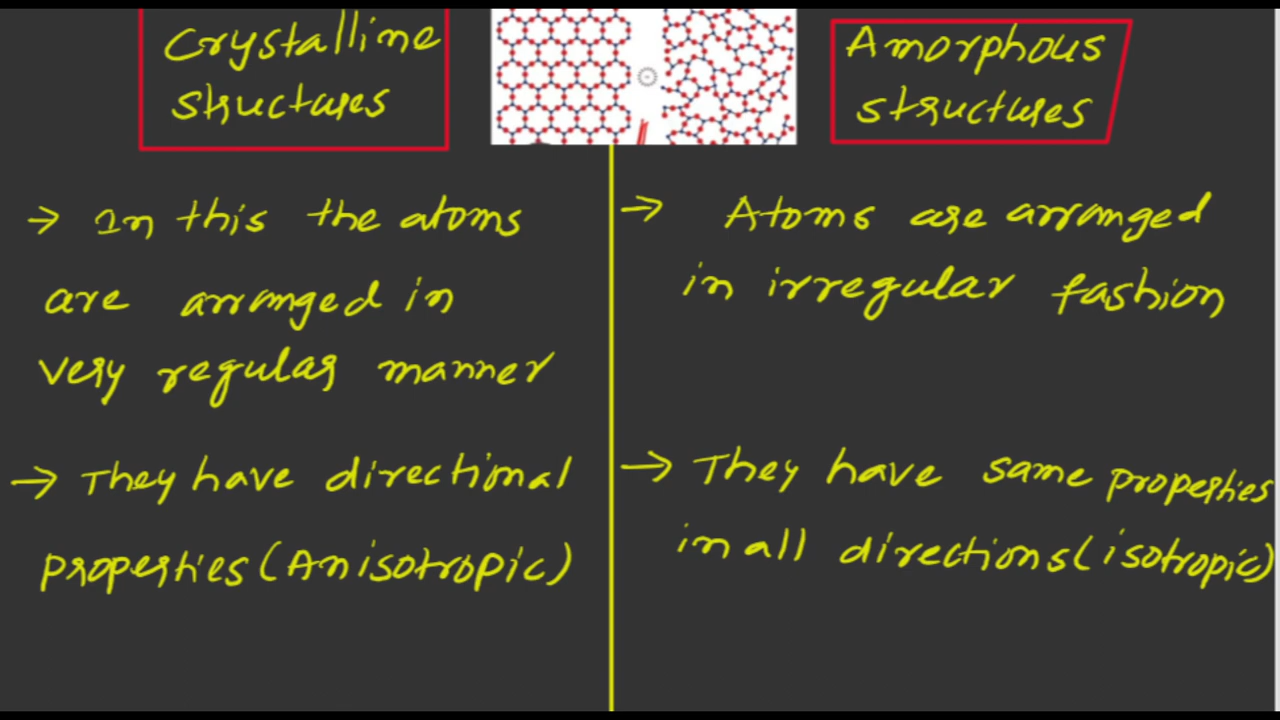 Crystalline
structures
→ In this the atoms
are arranged in
very regular manner
→ They have directional
properties (Anisotropic)
Amorphous
structures
→ Atoms are arranged
in irregular fashion
→ They have same properties
in all directions (isotropic)